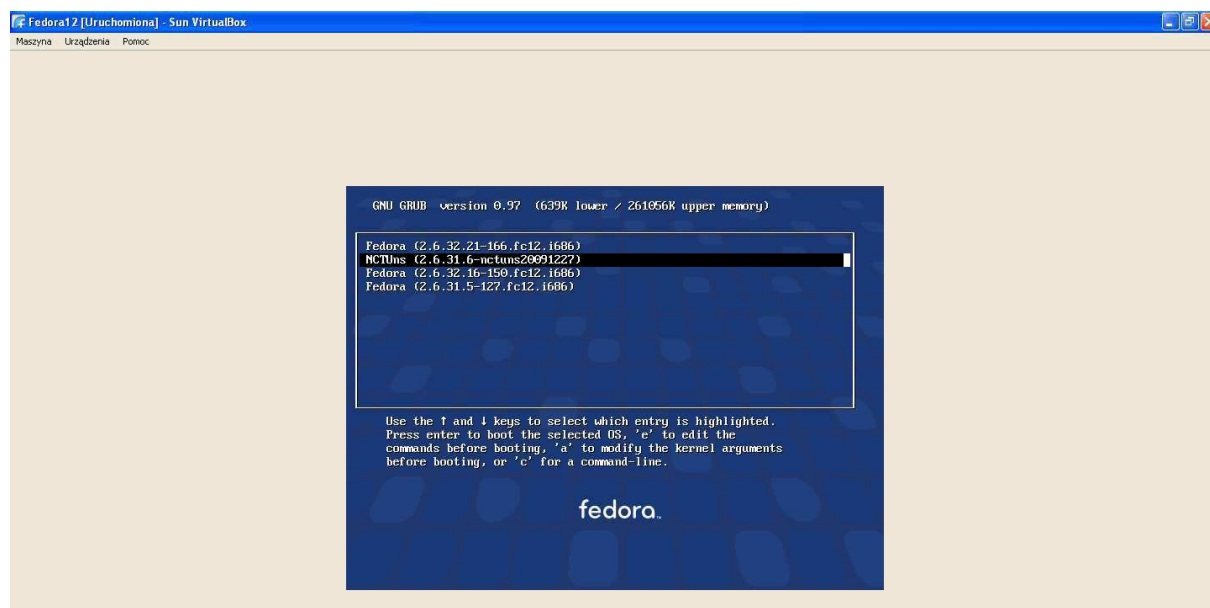 Fedora12 [Uruchomiona] - Sun VirtualBox
Maszyna Urządzenia Pomoc
GNU GRUB version 0.97 (639K lower / 261056K upper memory)
Fedora (2.6.32.21-166.fc12.i686)
NCTUns (2.6.31.6-nctuns20091227)
Fedora (2.6.32.16-150.fc12.i686)
Fedora (2.6.31.5-127.fc12.i686)
Use the ↑ and ↓ keys to select which entry is highlighted.
Press enter to boot the selected OS, 'e' to edit the
commands before booting, 'a' to modify the kernel arguments
before booting, or 'c' for a command-line.
fedora™